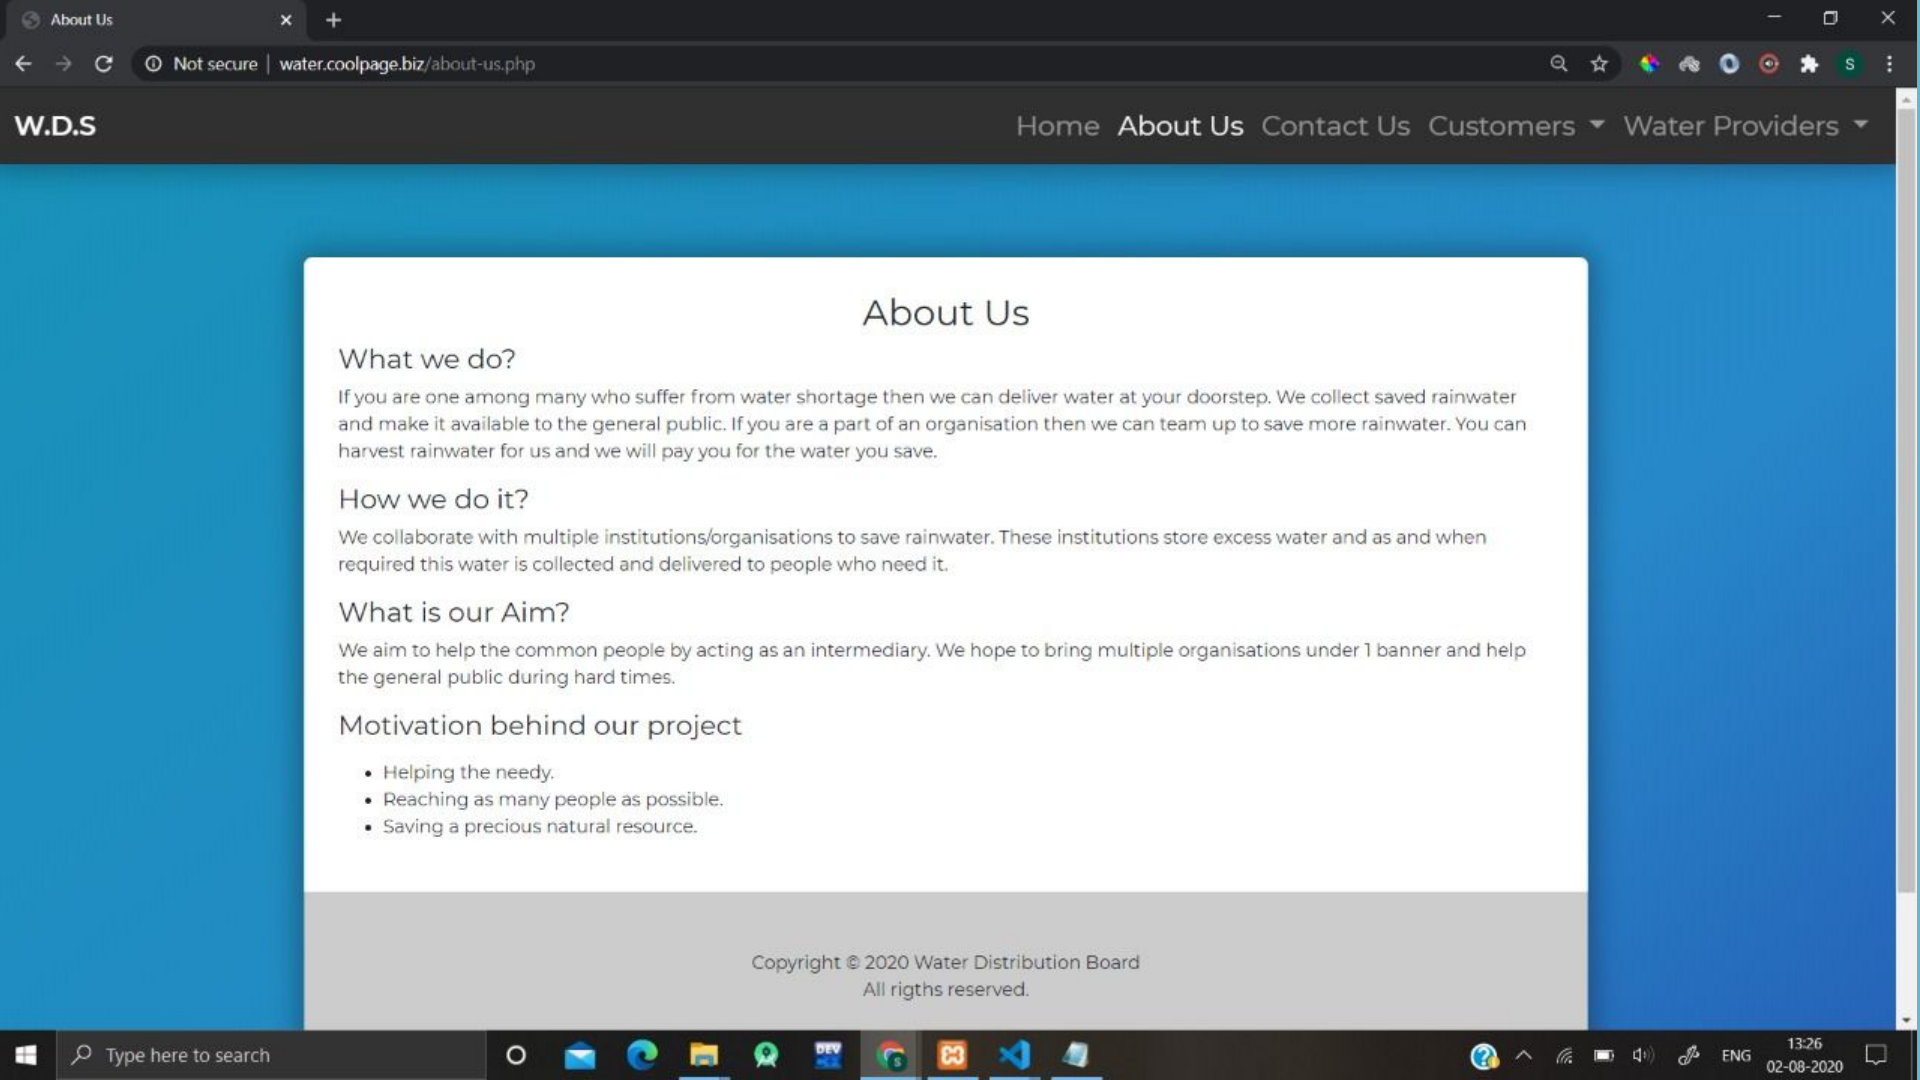 About Us
Not secure | water.coolpage.biz/about-us.php
S
W.D.S
Home About Us Contact Us Customers Water Providers
About Us
What we do?
If you are one among many who suffer from water shortage then we can deliver water at your doorstep. We collect saved rainwater
and make it available to the general public. If you are a part of an organisation then we can team up to save more rainwater. You can
harvest rainwater for us and we will pay you for the water you save.
How we do it?
We collaborate with multiple institutions/organisations to save rainwater. These institutions store excess water and as and when
required this water is collected and delivered to people who need it.
What is our Aim?
We aim to help the common people by acting as an intermediary. We hope to bring multiple organisations under 1 banner and help
the general public during hard times.
Motivation behind our project
• Helping the needy.
• Reaching as many people as possible.
• Saving a precious natural resource.
Copyright © 2020 Water Distribution Board
All rigths reserved.
Type here to search
DEV
S
ENG
13:26
02-08-2020